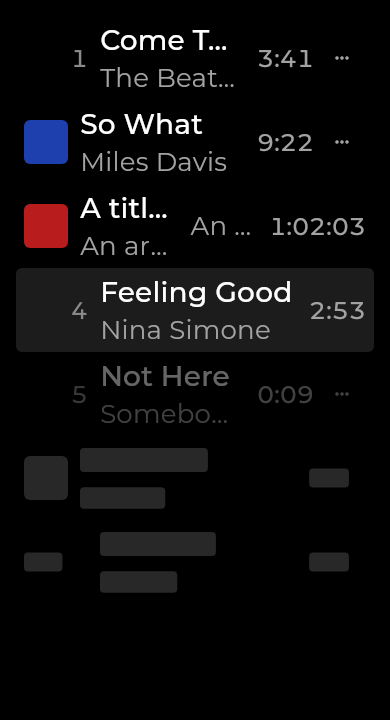 1 Come T... 3:41 ...
The Beat...
So What 9:22 ...
Miles Davis
A titl... An ... 1:02:03
An ar...
4 Feeling Good 2:53
Nina Simone
5 Not Here 0:09 ...
Somebo...